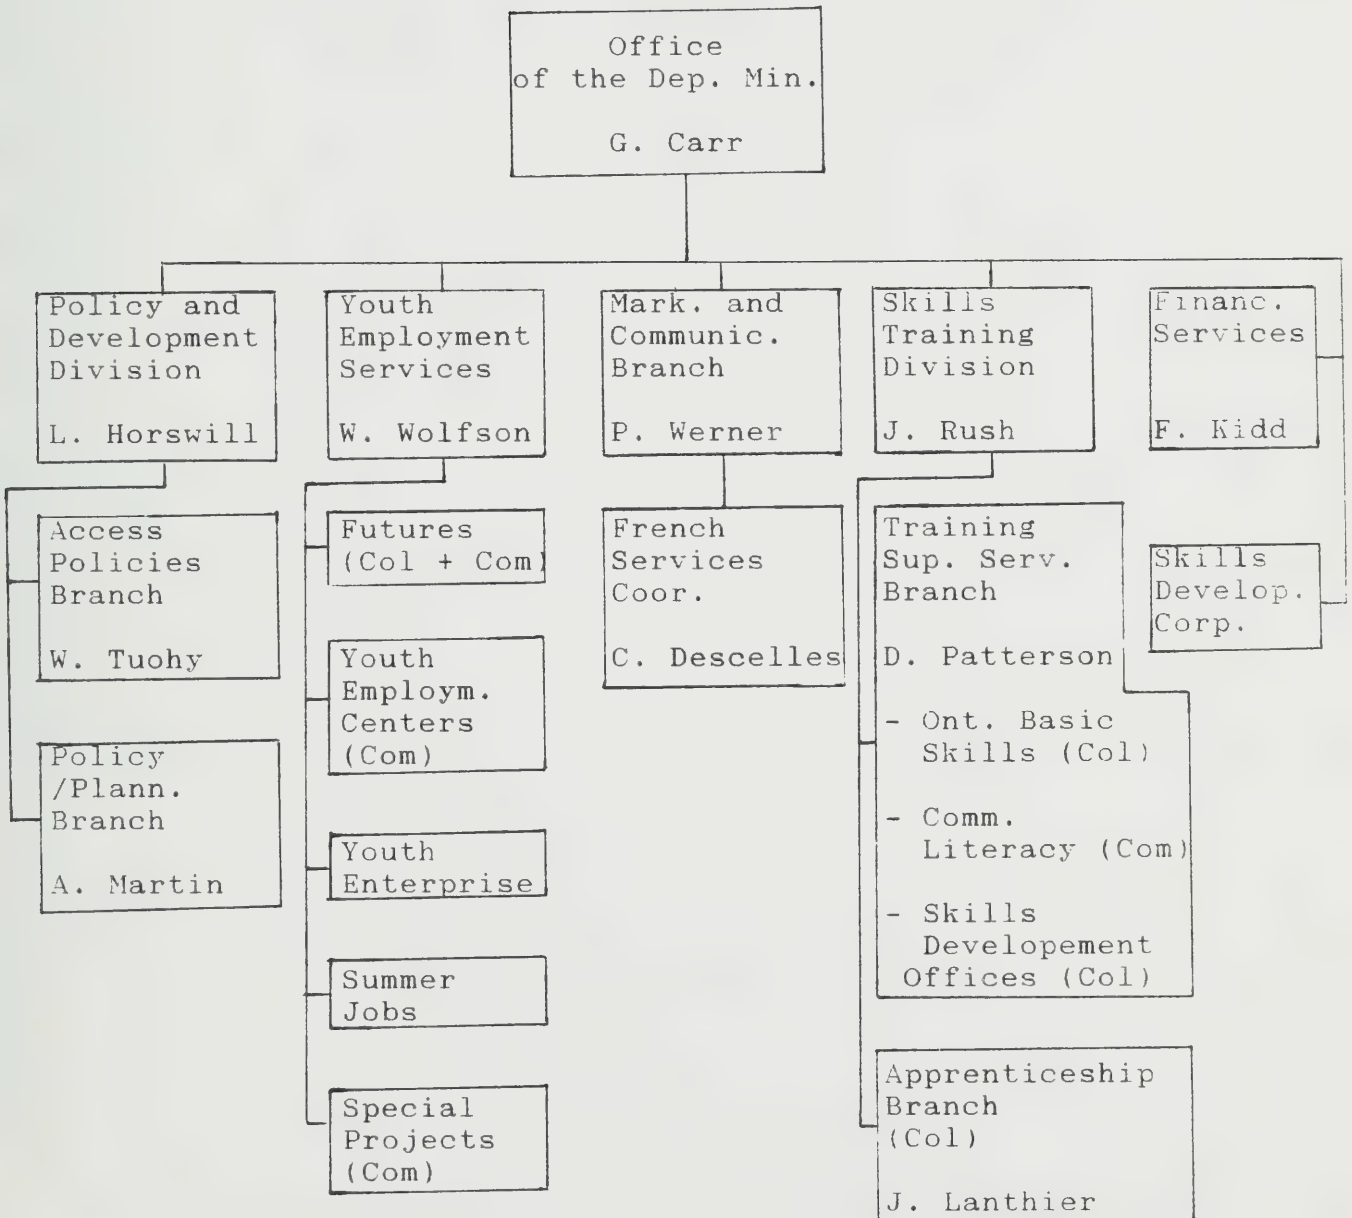 Office
of the Dep. Min.
G. Carr
Policy and
Development
Division
L. Horswill
Youth
Employment
Services
W. Wolfson
Mark. and
Communic.
Branch
P. Werner
Skills
Training
Division
J. Rush
Financ.
Services
F. Kidd
Access
Policies
Branch
W. Tuohy
Policy
/Plann.
Branch
A. Martin
Futures
(Col + Com)
Youth
Employm.
Centers
(Com)
Youth
Enterprise
Summer
Jobs
Special
Projects
(Com)
French
Services
Coor.
C. Descelles
Training
Sup. Serv.
Branch
D. Patterson
- Ont. Basic
Skills (Col)
- Comm.
Literacy (Com)
- Skills
Developement
Offices (Col)
Apprenticeship
Branch
(Col)
J. Lanthier
Skills
Develop.
Corp.